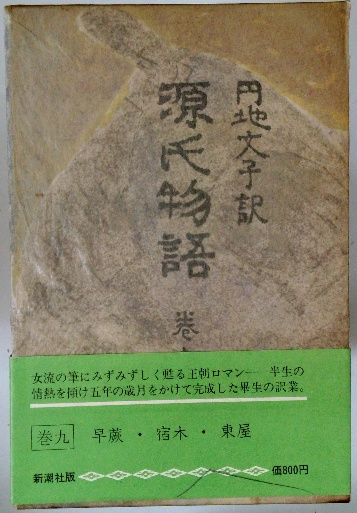 円地文子訳
源氏物語
巻
女流の筆にみずみずしく甦る王朝ロマン── 半生の
情熱を傾け五年の歳月をかけて完成した畢生の訳業。
巻九 早蕨・宿木・東屋
新潮社版 価800円